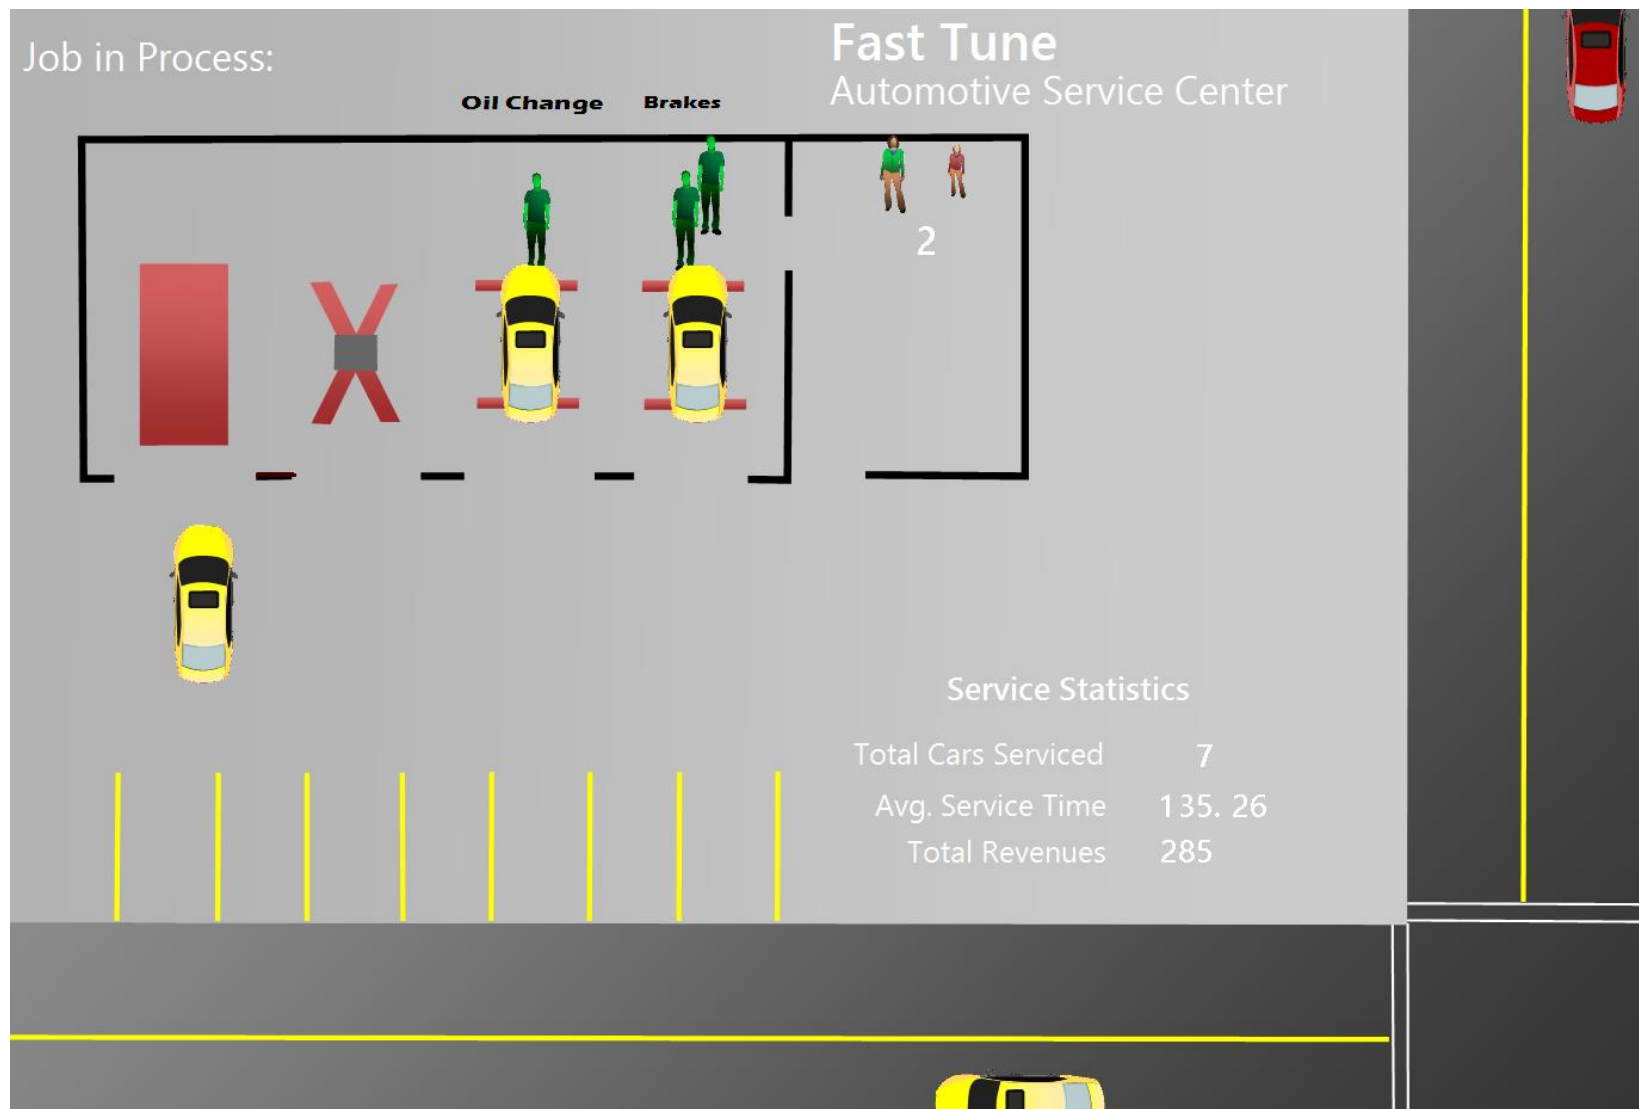 Job in Process:
Fast Tune
Automotive Service Center
Oil Change
Brakes
2
Service Statistics
Total Cars Serviced 7
Avg. Service Time 135. 26
Total Revenues 285